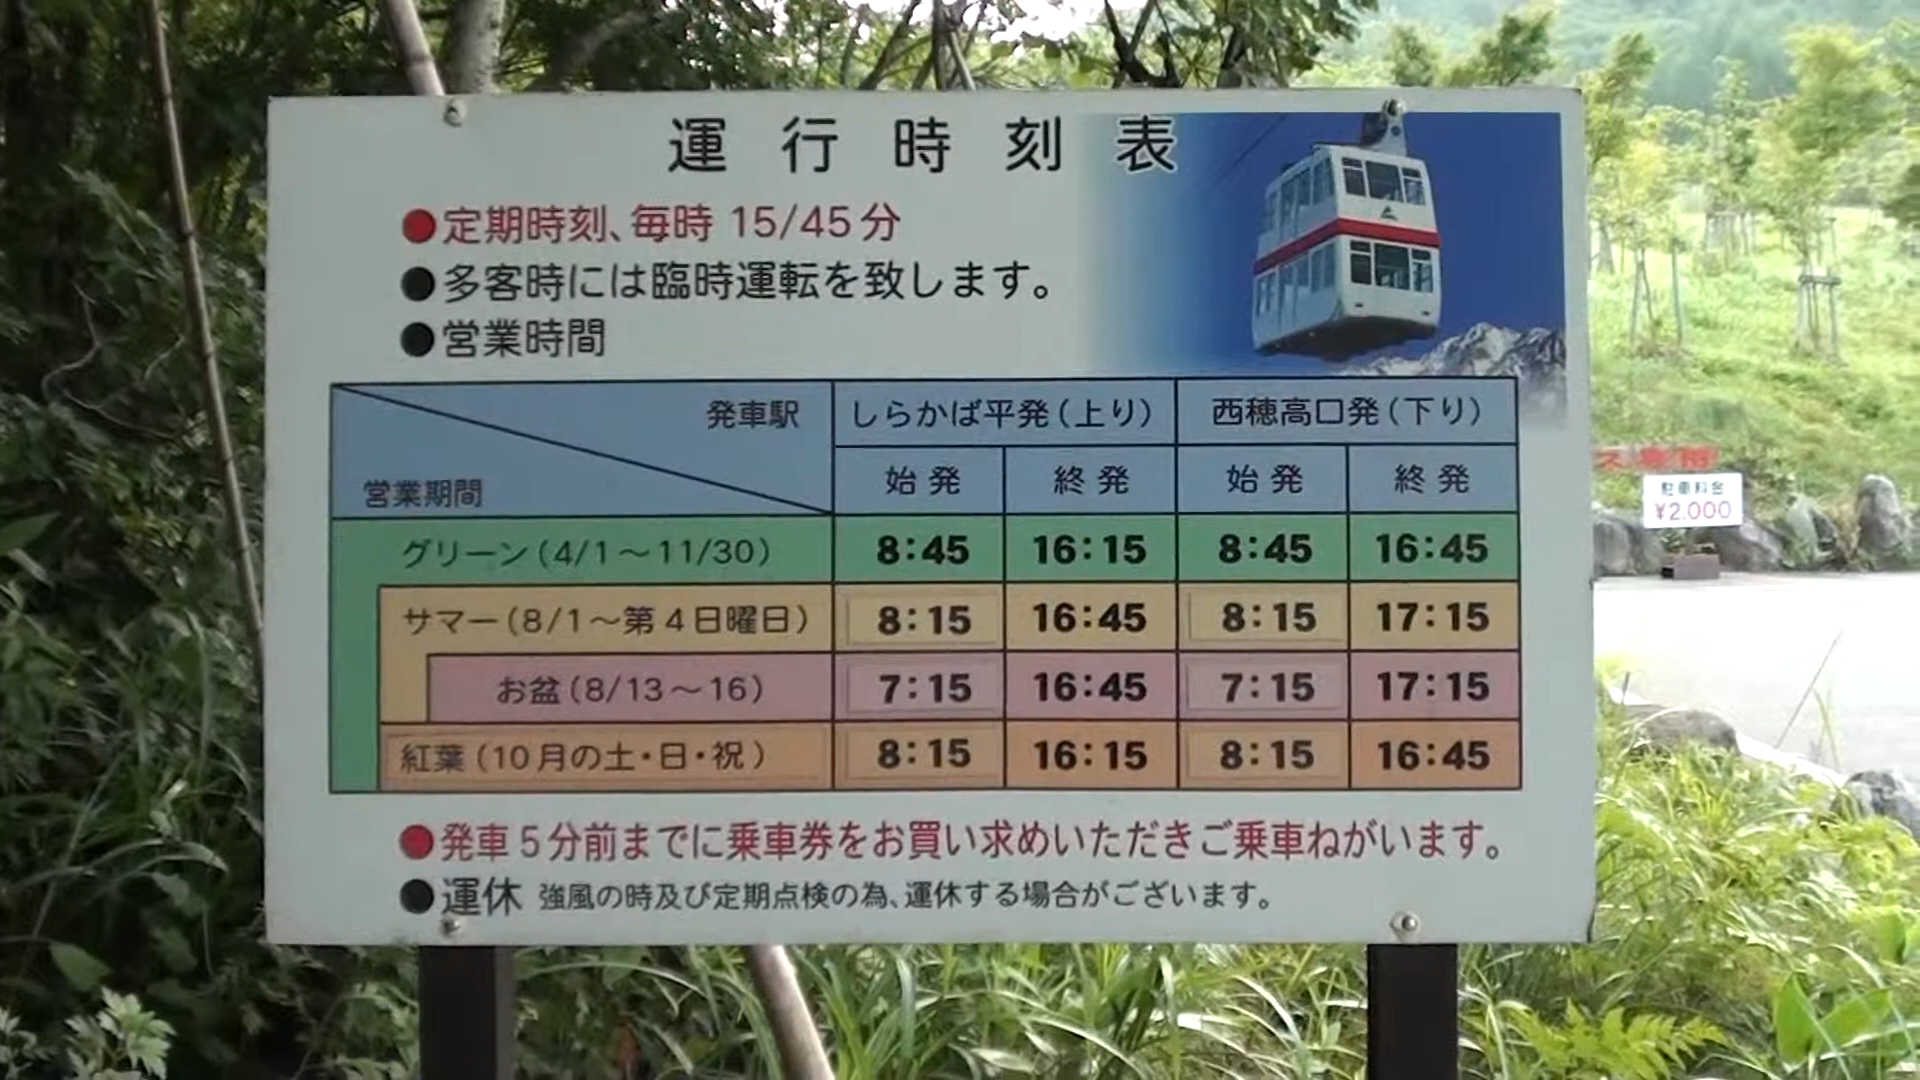 運行時刻表
●定期時刻、毎時 15/45分
●多客時には臨時運転を致します。
●営業時間
発車駅
営業期間
しらかば平発(上り) 西穂高口発(下り)
始発 終発 始発 終発
グリーン(4/1～11/30) 8:45 16:15 8:45 16:45
サマー(8/1～第4日曜日) 8:15 16:45 8:15 17:15
お盆(8/13～16) 7:15 16:45 7:15 17:15
紅葉(10月の土・日・祝) 8:15 16:15 8:15 16:45
●発車5分前までに乗車券をお買い求めいただきご乗車ねがいます。
●運休 強風の時及び定期点検の為、運休する場合がございます。
駐車料金
¥2.000